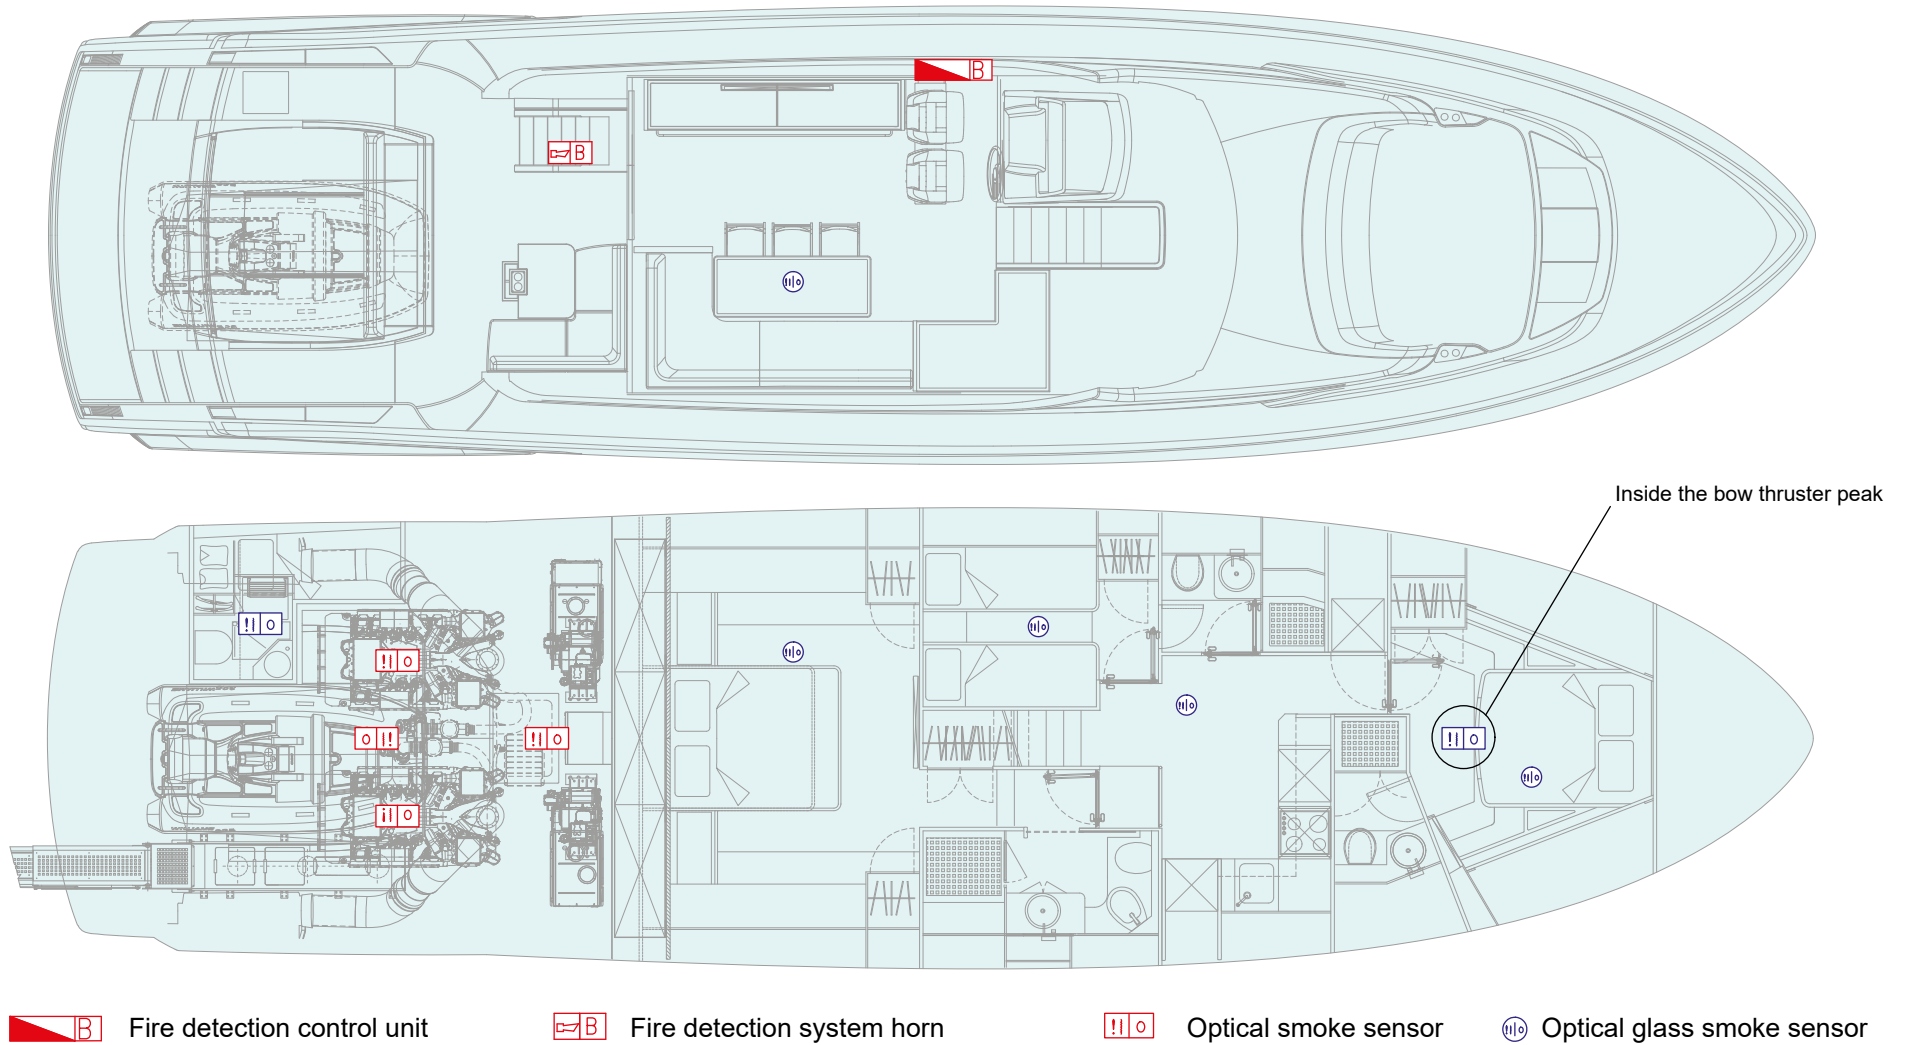 B
B
Inside the bow thruster peak
B Fire detection control unit
B Fire detection system horn
Optical smoke sensor
Optical glass smoke sensor